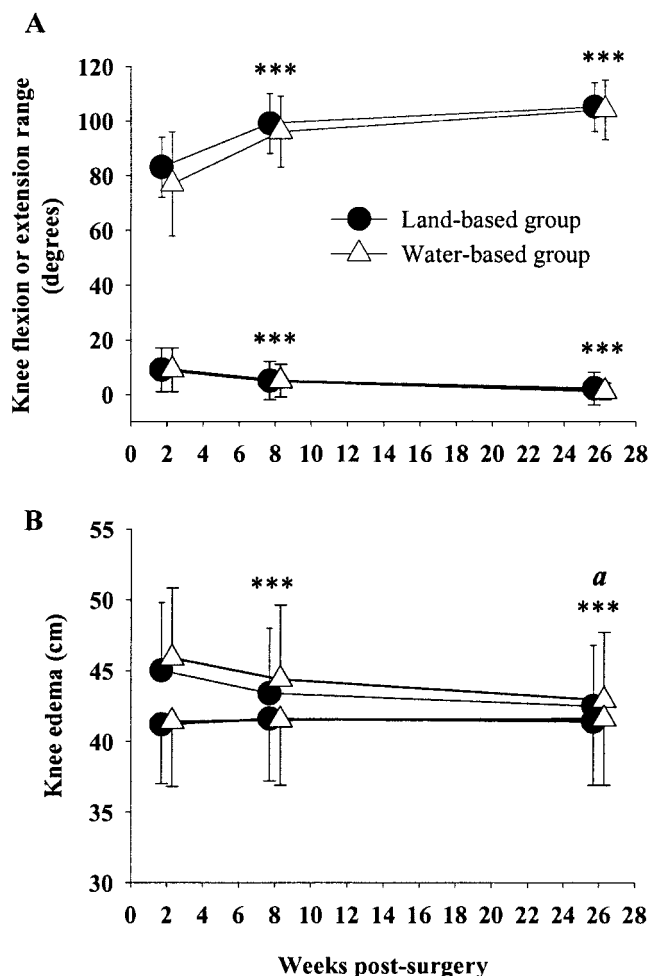 A
Knee flexion or extension range
(degrees)
120
100
80
60
40
20
0
***
***
Land-based group
Water-based group
***
***
0 2 4 6 8 10 12 14 16 18 20 22 24 26 28
B
Knee edema (cm)
55
50
45
40
35
30
***
a
***
0 2 4 6 8 10 12 14 16 18 20 22 24 26 28
Weeks post-surgery